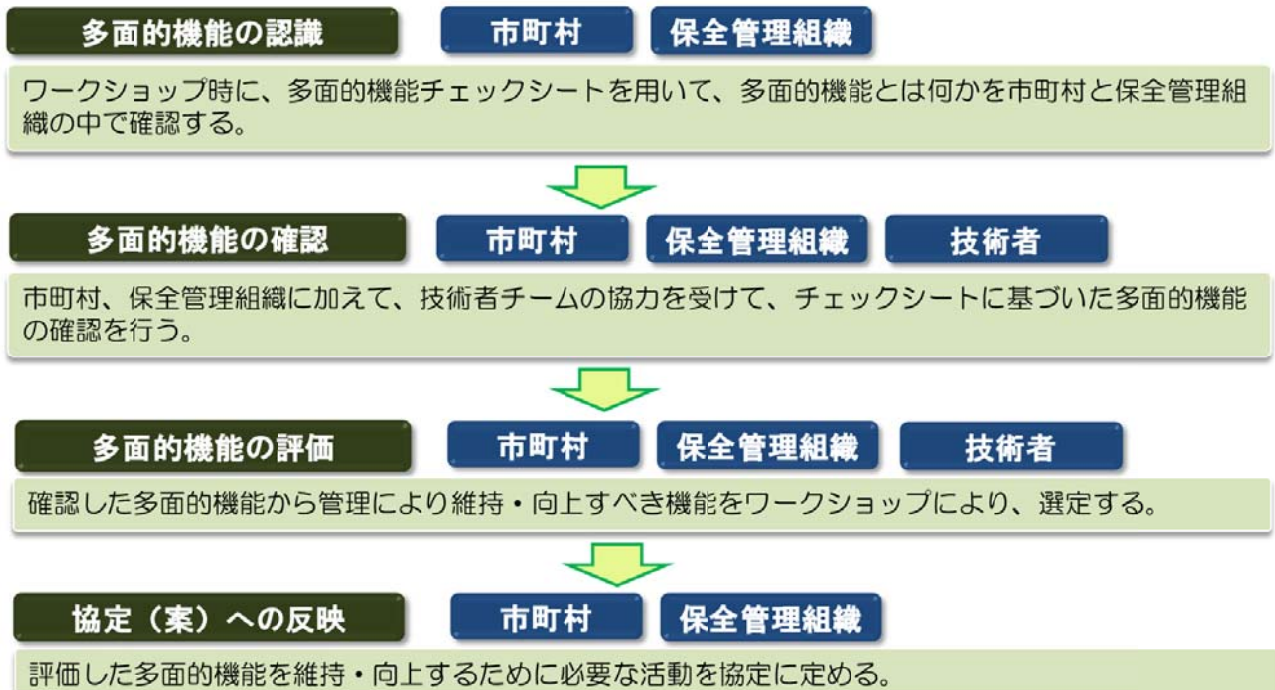 多面的機能の認識 市町村 保全管理組織
ワークショップ時に、多面的機能チェックシートを用いて、多面的機能とは何かを市町村と保全管理組
織の中で確認する。
多面的機能の確認 市町村 保全管理組織 技術者
市町村、保全管理組織に加えて、技術者チームの協力を受けて、チェックシートに基づいた多面的機能
の確認を行う。
多面的機能の評価 市町村 保全管理組織 技術者
確認した多面的機能から管理により維持・向上すべき機能をワークショップにより、選定する。
協定（案）への反映 市町村 保全管理組織
評価した多面的機能を維持・向上するために必要な活動を協定に定める。